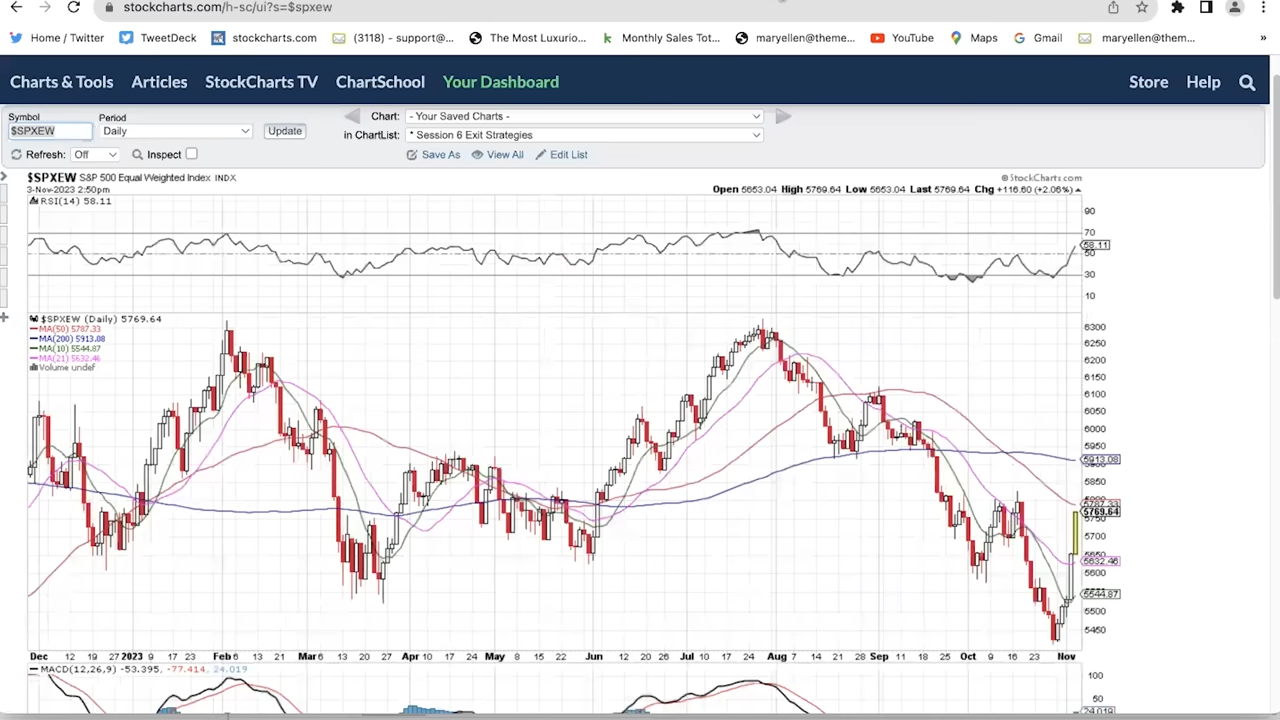 stockcharts.com/h-sc/ui?s=$spxew
Home / Twitter TweetDeck stockcharts.com (3118) - support@... The Most Luxurio... Monthly Sales Tot... maryellen@theme... YouTube Maps Gmail maryellen@them... »
Charts & Tools Articles StockCharts TV ChartSchool Your Dashboard Store Help
Symbol Period Chart: - Your Saved Charts -
$SPXEW Daily Update in ChartList: * Session 6 Exit Strategies
Refresh: Off Inspect Save As View All Edit List
$SPXEW S&P 500 Equal Weighted Index INDX © StockCharts.com
3-Nov-2023 2:50pm Open 5653.04 High 5769.64 Low 5653.04 Last 5769.64 Chg +116.60 (+2.06%)
RSI(14) 58.11
90
70
58.11
50
30
10
$SPXEW (Daily) 5769.64
MA(50) 5787.33
MA(200) 5913.08
MA(10) 5544.87
MA(21) 5632.46
Volume undef
6300
6250
6200
6150
6100
6050
6000
5950
5913.08
5850
5787.33
5769.64
5750
5700
5650
5632.46
5600
5544.87
5500
5450
Dec 12 19 27 2023 9 17 23 Feb 6 13 21 Mar 6 13 20 27 Apr 10 17 24 May 8 15 22 Jun 12 20 26 Jul 10 17 24 Aug 7 14 21 28 Sep 11 18 25 Oct 9 16 23 Nov
MACD(12,26,9) -53.395, -77.414, 24.019
100
50
24.019